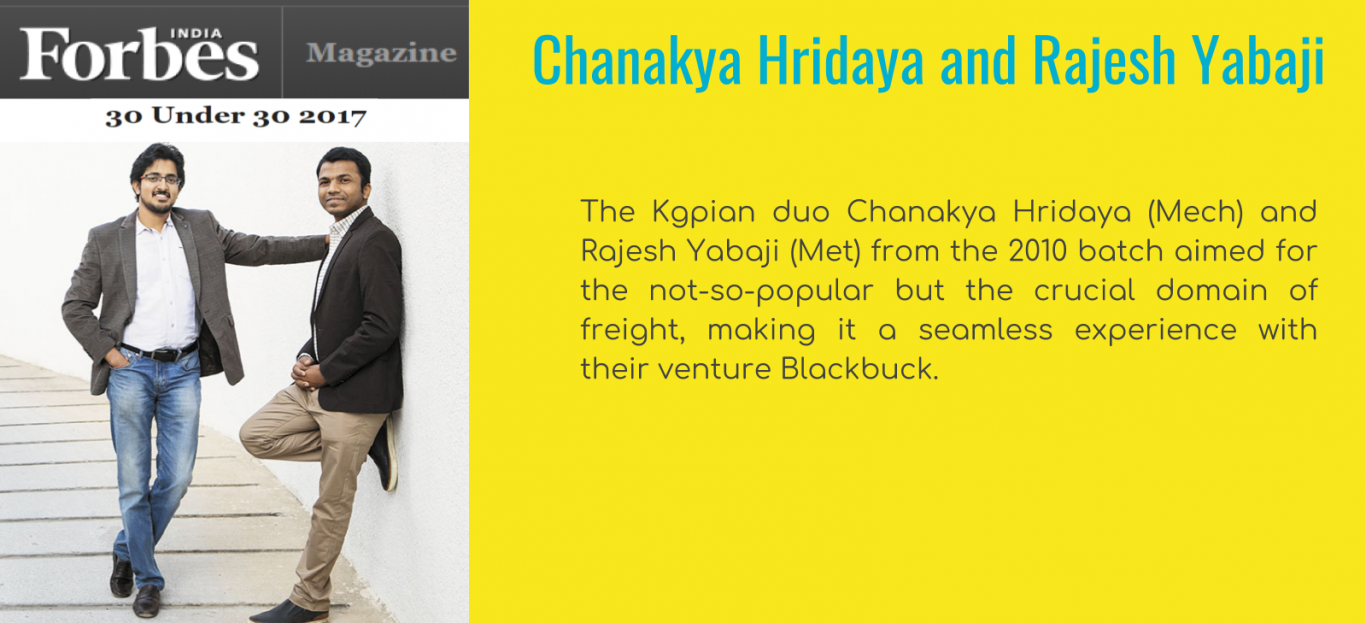 Forbes INDIA Magazine
30 Under 30 2017
Chanakya Hridaya and Rajesh Yabaji
The Kgpian duo Chanakya Hridaya (Mech) and
Rajesh Yabaji (Met) from the 2010 batch aimed for
the not-so-popular but the crucial domain of
freight, making it a seamless experience with
their venture Blackbuck.